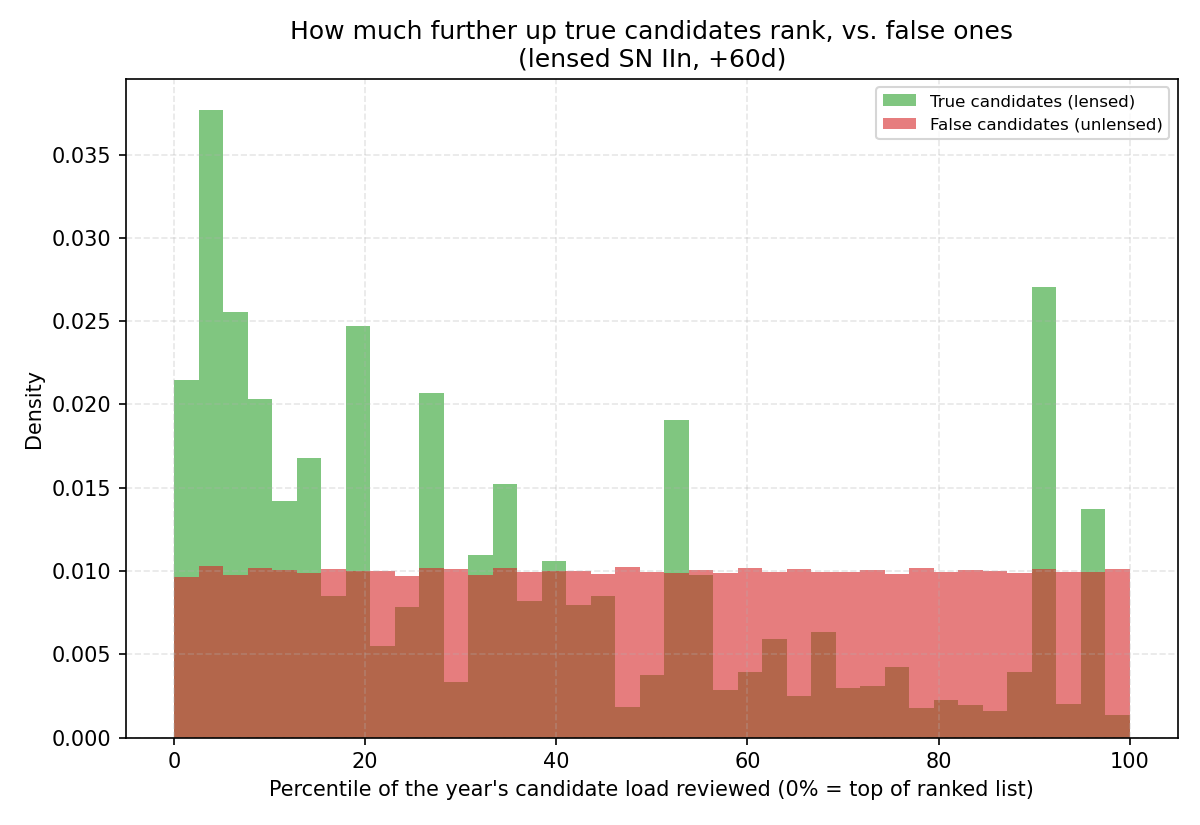 How much further up true candidates rank, vs. false ones
(lensed SN IIn, +60d)
True candidates (lensed)
False candidates (unlensed)
Density
0.035
0.030
0.025
0.020
0.015
0.010
0.005
0.000
0
20
40
60
80
100
Percentile of the year's candidate load reviewed (0% = top of ranked list)